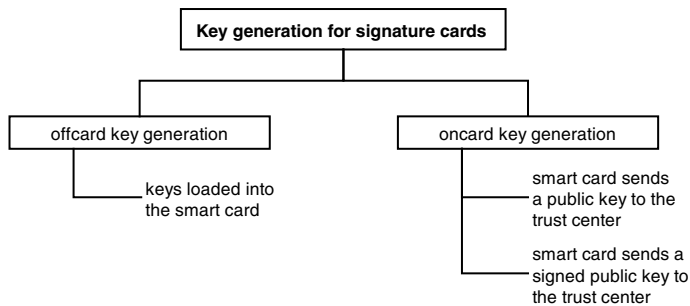 Key generation for signature cards
offcard key generation
keys loaded into
the smart card
oncard key generation
smart card sends
a public key to the
trust center
smart card sends a
signed public key to
the trust center